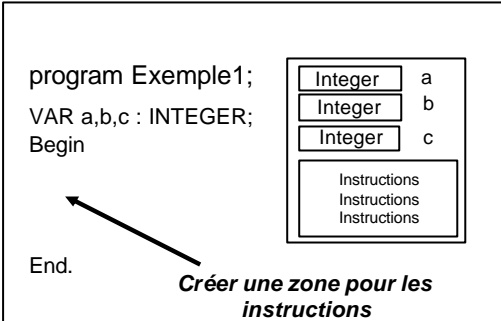 program Exemple1;
VAR a,b,c : INTEGER;
Begin
End.
Integer a
Integer b
Integer c
Instructions
Instructions
Instructions
Créer une zone pour les
instructions